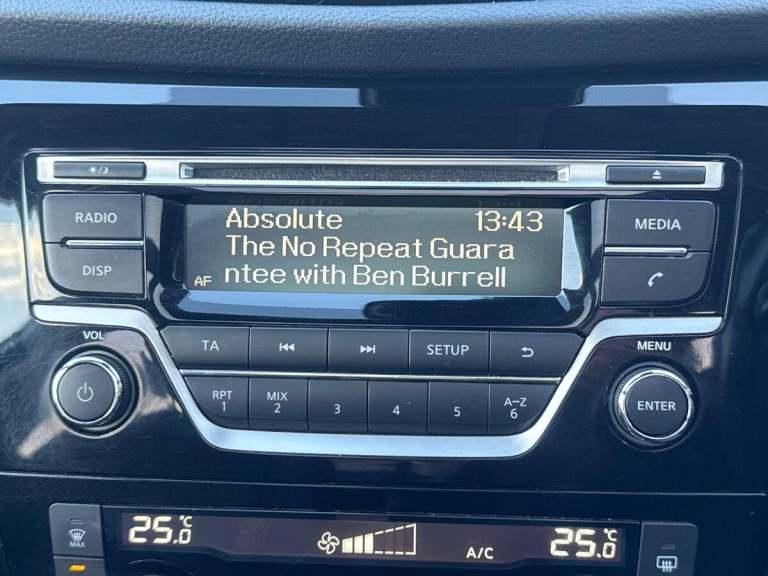 RADIO
DISP
Absolute 13:43
The No Repeat Guara
AF ntee with Ben Burrell
MEDIA
VOL
TA
SETUP
MENU
RPT 1
MIX 2
3
4
5
A-Z 6
ENTER
MAX
25.0 °C
A/C
25.0 °C